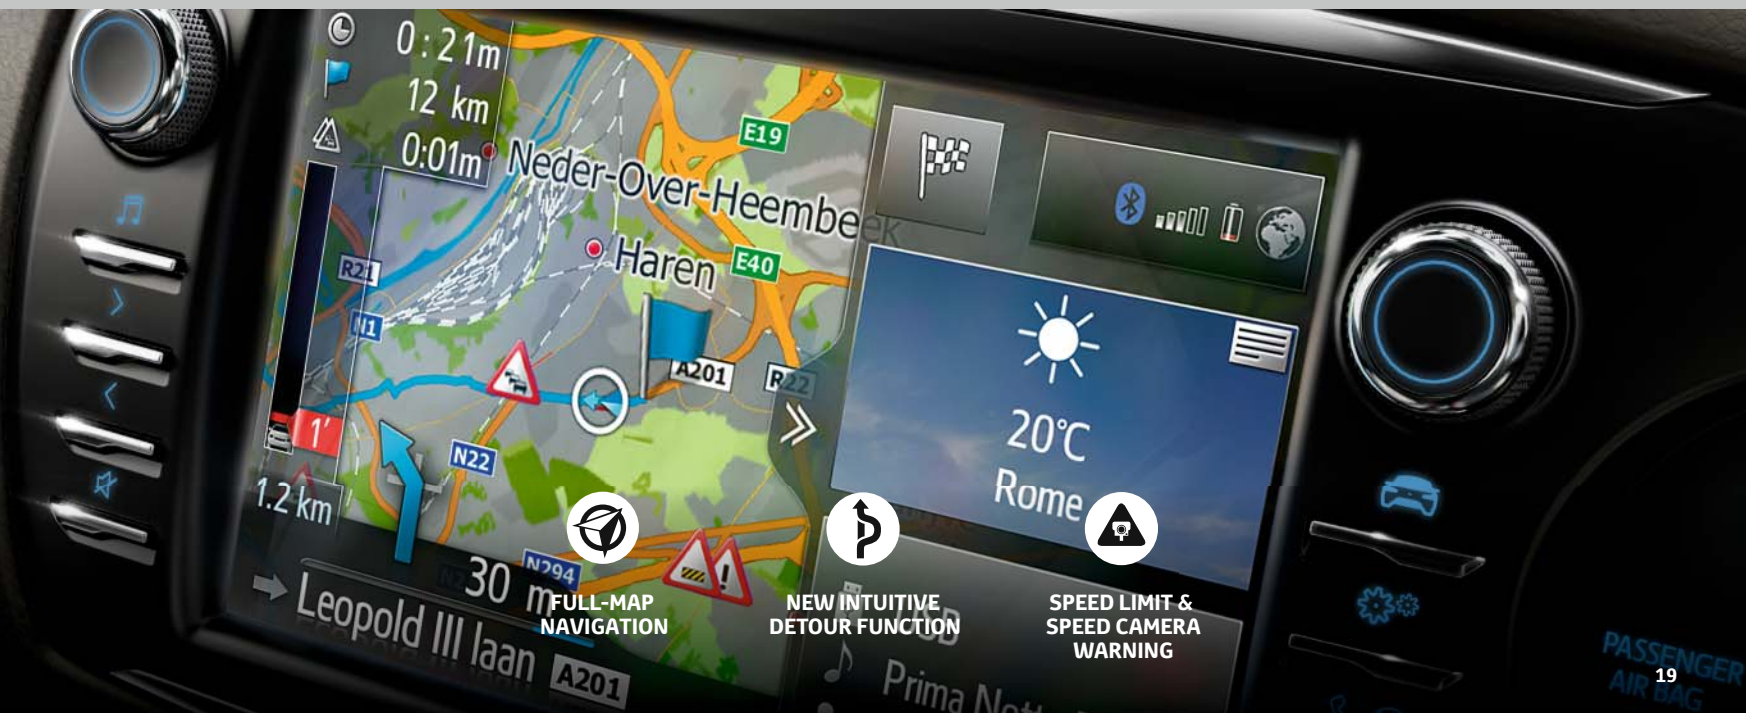 0:21m
12 km
0:01m
E19
Neder-Over-Heembeek
Haren
E40
R21
N1
A201
R22
1'
N22
1.2 km
N294
30 m
Leopold III laan A201
20°C
Rome
USB
Prima
FULL-MAP
NAVIGATION
NEW INTUITIVE
DETOUR FUNCTION
SPEED LIMIT &
SPEED CAMERA
WARNING
PASSENGER
AIR BAG
19